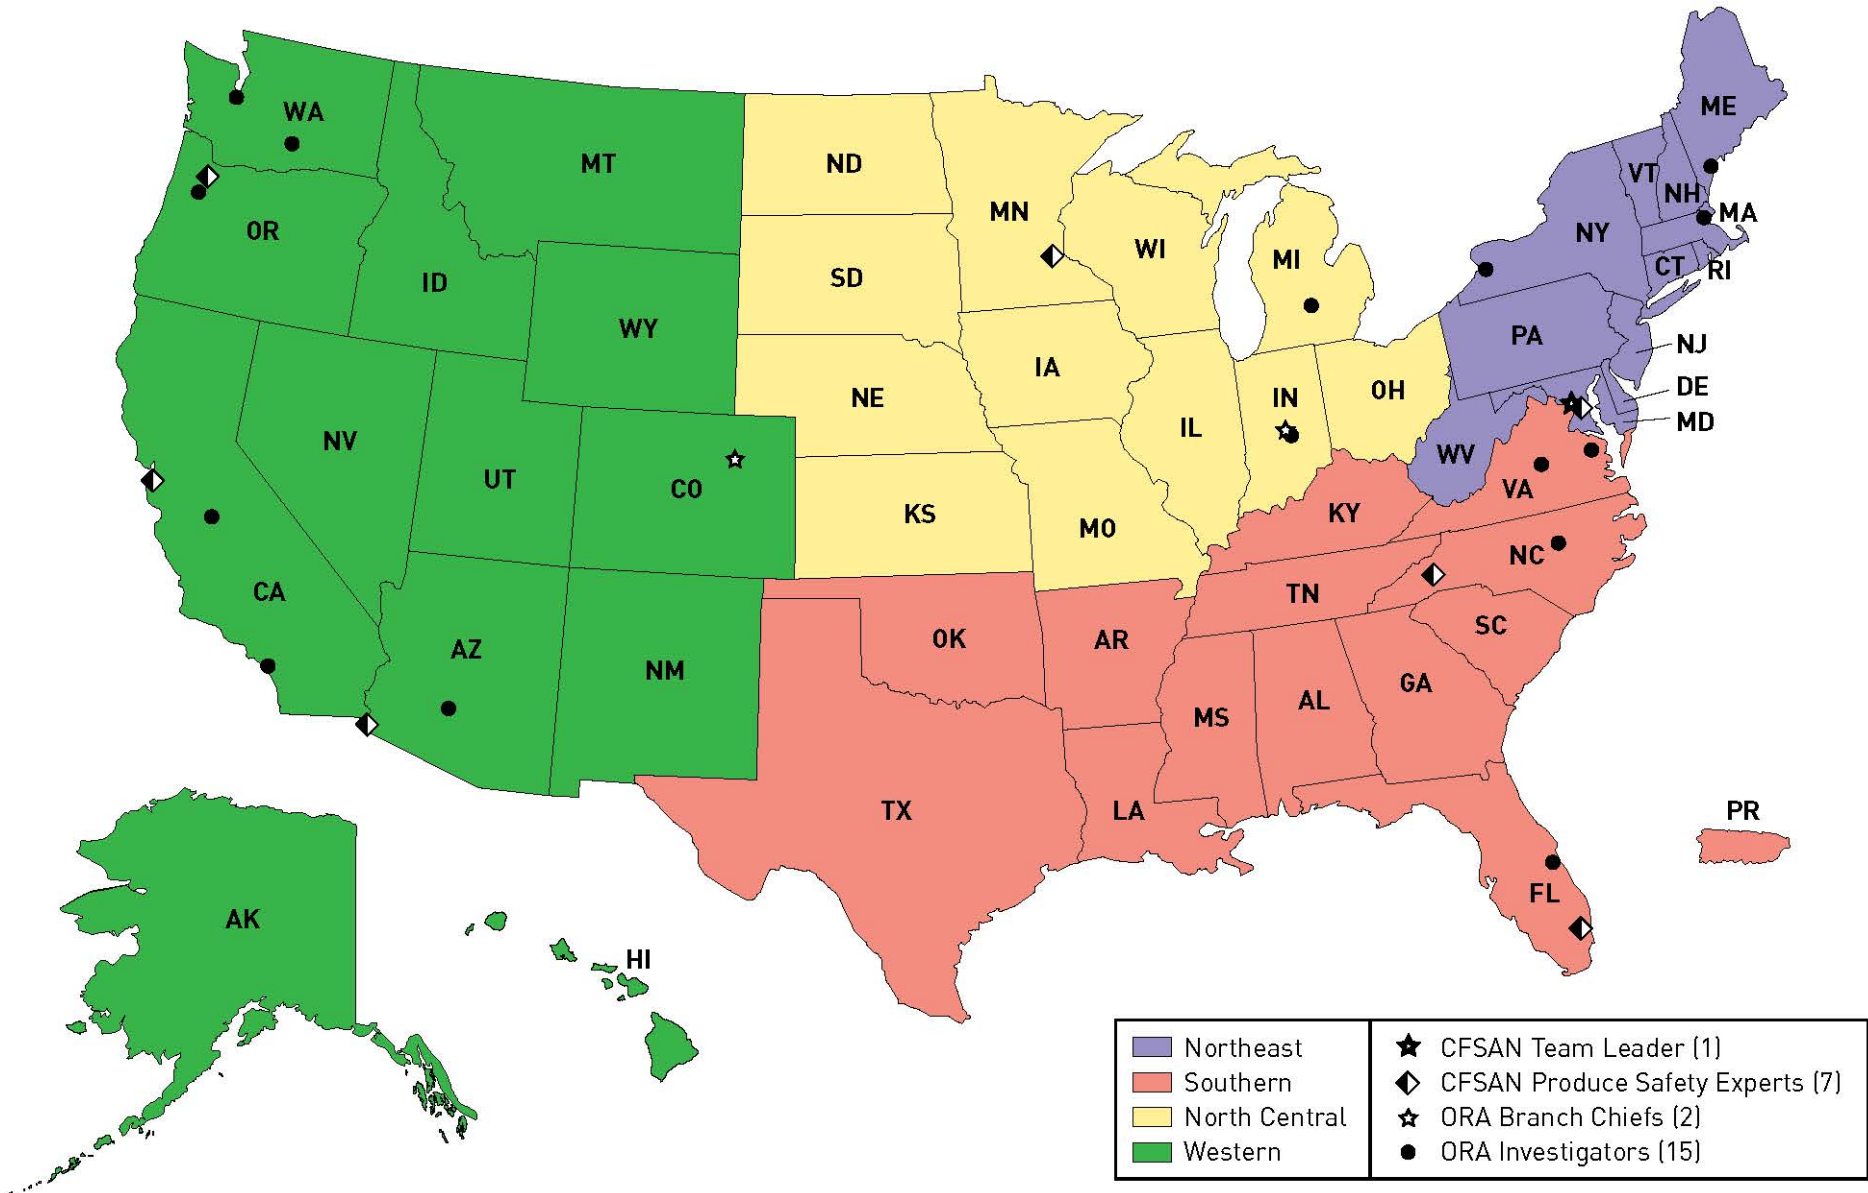 ME
WA
MT
ND
VT
NH
MN
MA
OR
NY
WI
MI
CT
RI
ID
SD
WY
PA
NJ
IA
DE
NE
IN
OH
MD
NV
IL
WV
UT
CO
VA
KS
KY
MO
NC
CA
TN
SC
OK
AR
AZ
NM
GA
AL
MS
TX
LA
PR
FL
AK
HI
Northeast
Southern
North Central
Western
CFSAN Team Leader (1)
CFSAN Produce Safety Experts (7)
ORA Branch Chiefs (2)
ORA Investigators (15)